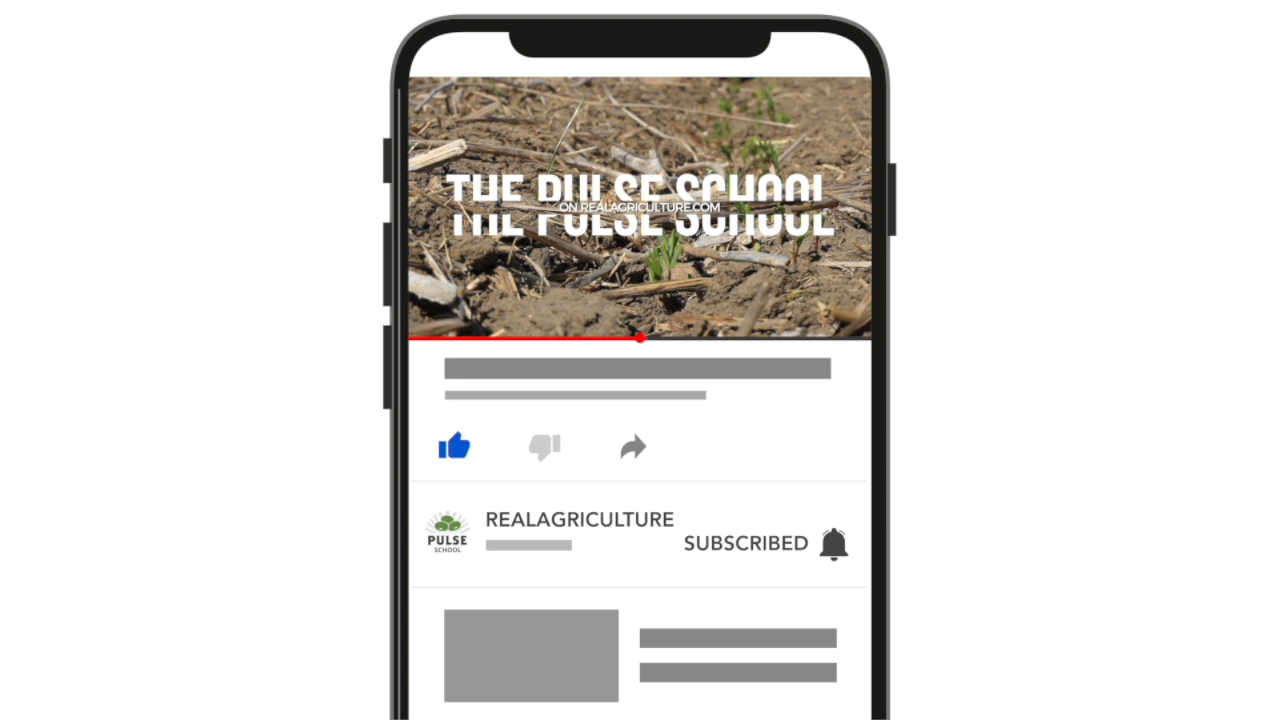 THE PULSE SCHOOL
ON REALAGRICULTURE.COM
REALAGRICULTURE
PULSE
SCHOOL
SUBSCRIBED